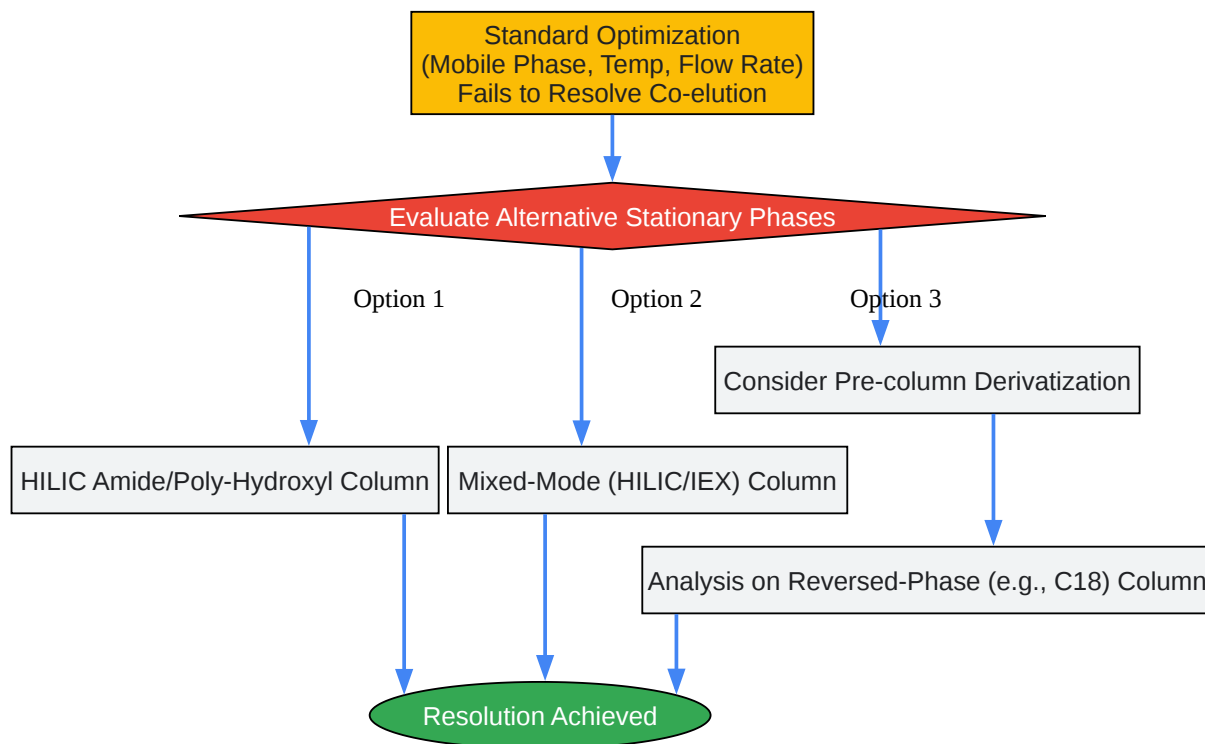 Standard Optimization
(Mobile Phase, Temp, Flow Rate)
Fails to Resolve Co-elution
Evaluate Alternative Stationary Phases
Option 1
Option 2
Option 3
Consider Pre-column Derivatization
HILIC Amide/Poly-Hydroxyl Column
Mixed-Mode (HILIC/IEX) Column
Analysis on Reversed-Phase (e.g., C18) Column
Resolution Achieved